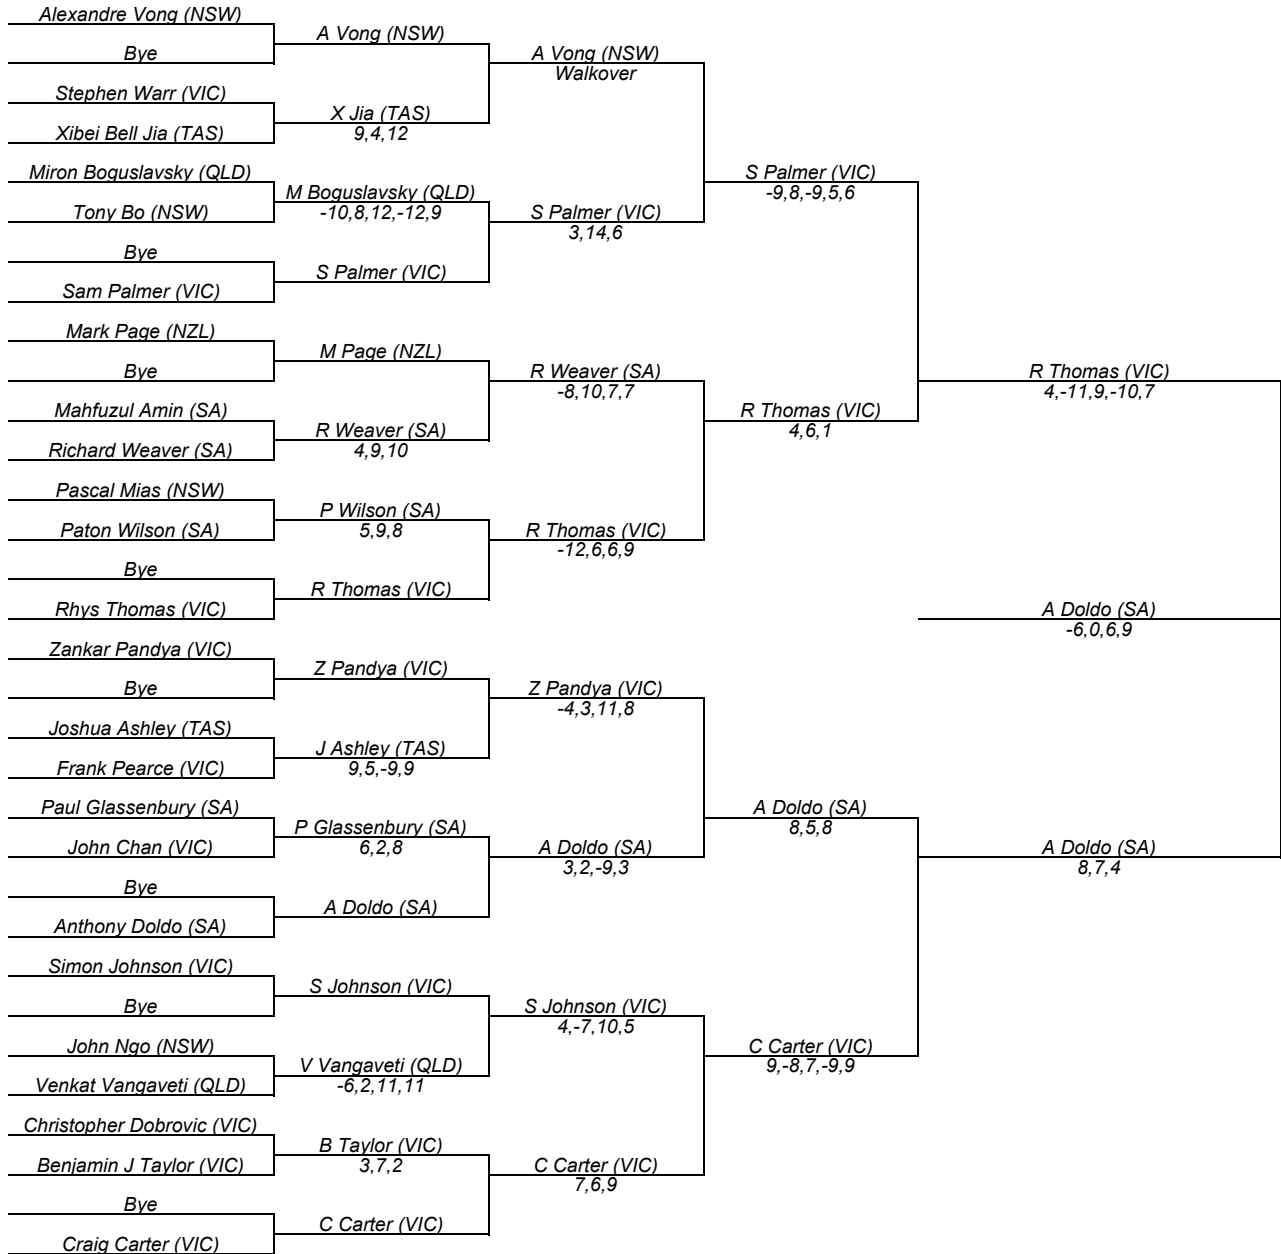 Alexandre Vong (NSW)
Bye
Stephen Warr (VIC)
Xibei Bell Jia (TAS)
Miron Boguslavsky (QLD)
Tony Bo (NSW)
Bye
Sam Palmer (VIC)
Mark Page (NZL)
Bye
Mahfuzul Amin (SA)
Richard Weaver (SA)
Pascal Mias (NSW)
Paton Wilson (SA)
Bye
Rhys Thomas (VIC)
Zankar Pandya (VIC)
Bye
Joshua Ashley (TAS)
Frank Pearce (VIC)
Paul Glassenbury (SA)
John Chan (VIC)
Bye
Anthony Doldo (SA)
Simon Johnson (VIC)
Bye
John Ngo (NSW)
Venkat Vangaveti (QLD)
Christopher Dobrovic (VIC)
Benjamin J Taylor (VIC)
Bye
Craig Carter (VIC)
A Vong (NSW)
X Jia (TAS)
9,4,12
M Boguslavsky (QLD)
-10,8,12,-12,9
S Palmer (VIC)
M Page (NZL)
R Weaver (SA)
4,9,10
P Wilson (SA)
5,9,8
R Thomas (VIC)
Z Pandya (VIC)
J Ashley (TAS)
9,5,-9,9
P Glassenbury (SA)
6,2,8
A Doldo (SA)
S Johnson (VIC)
V Vangaveti (QLD)
-6,2,11,11
B Taylor (VIC)
3,7,2
C Carter (VIC)
A Vong (NSW)
Walkover
S Palmer (VIC)
3,14,6
R Weaver (SA)
-8,10,7,7
R Thomas (VIC)
-12,6,6,9
Z Pandya (VIC)
-4,3,11,8
A Doldo (SA)
3,2,-9,3
S Johnson (VIC)
4,-7,10,5
C Carter (VIC)
7,6,9
S Palmer (VIC)
-9,8,-9,5,6
R Thomas (VIC)
4,6,1
A Doldo (SA)
8,5,8
C Carter (VIC)
9,-8,7,-9,9
R Thomas (VIC)
4,-11,9,-10,7
A Doldo (SA)
-6,0,6,9
A Doldo (SA)
8,7,4